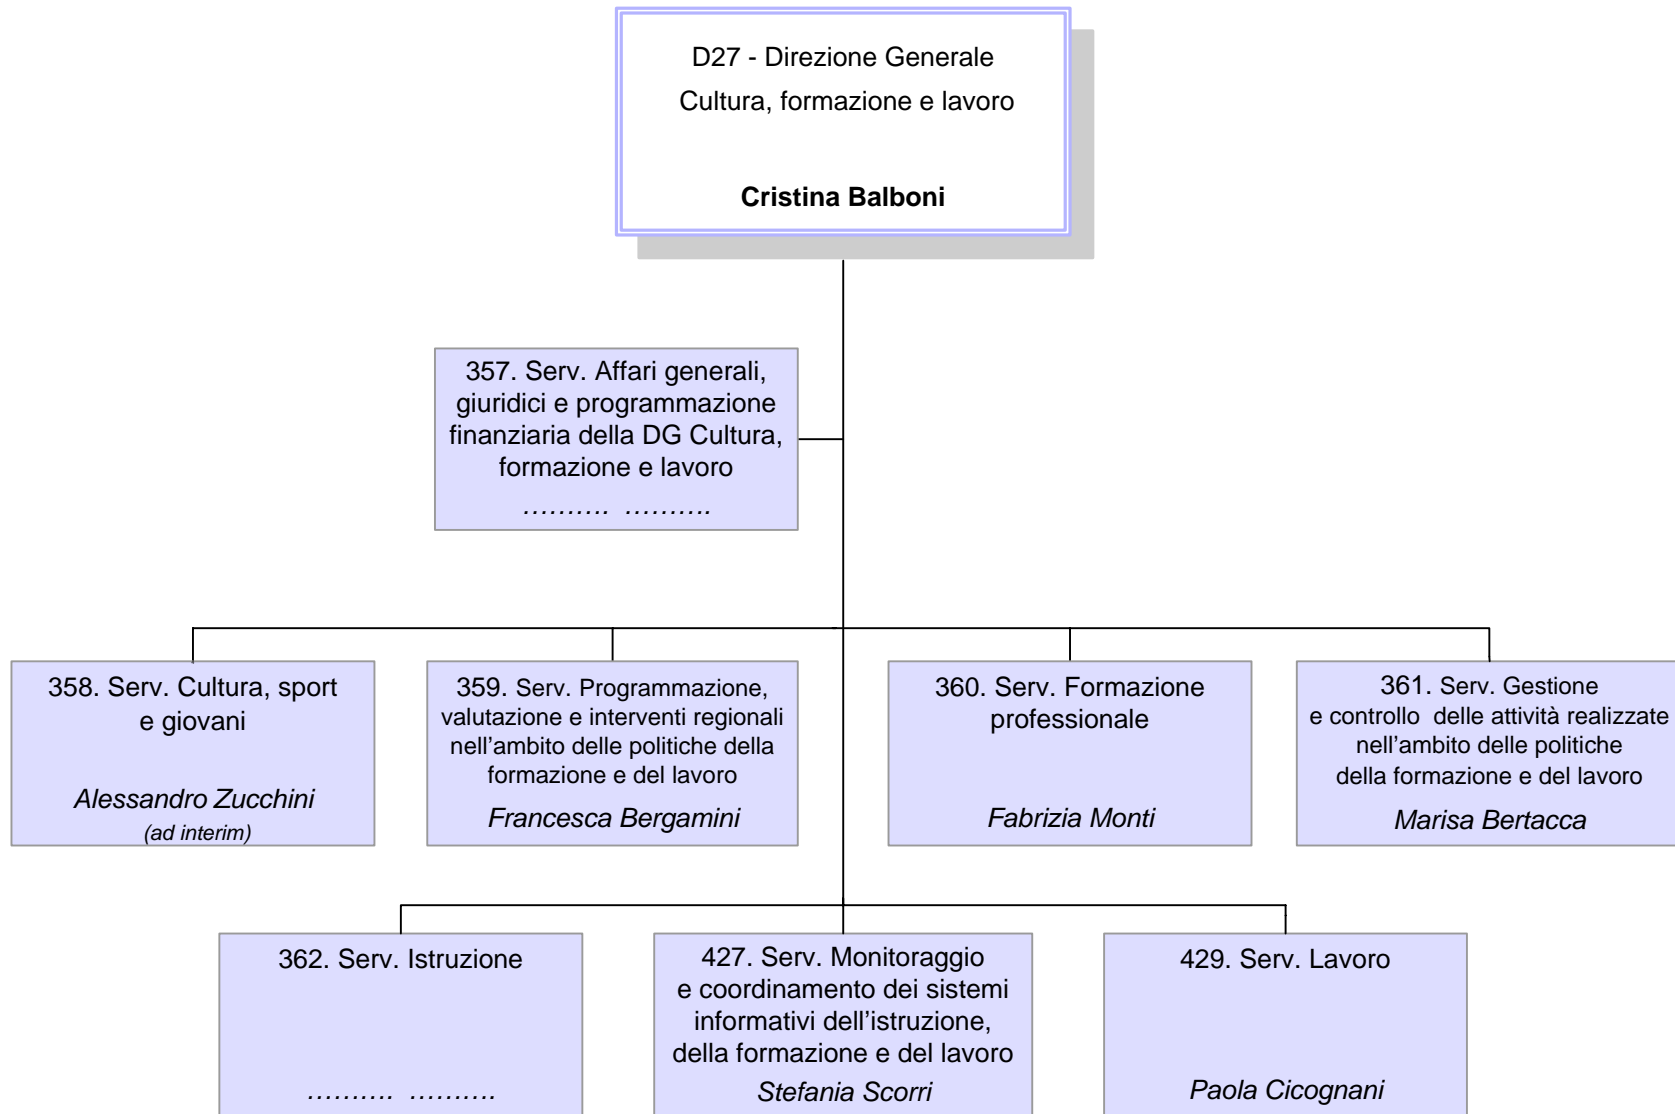 D27 - Direzione Generale
Cultura, formazione e lavoro
Cristina Balboni
357. Serv. Affari generali,
giuridici e programmazione
finanziaria della DG Cultura,
formazione e lavoro
………. ……….
358. Serv. Cultura, sport
e giovani
Alessandro Zucchini
(ad interim)
359. Serv. Programmazione,
valutazione e interventi regionali
nell’ambito delle politiche della
formazione e del lavoro
Francesca Bergamini
360. Serv. Formazione
professionale
Fabrizia Monti
361. Serv. Gestione
e controllo delle attività realizzate
nell’ambito delle politiche
della formazione e del lavoro
Marisa Bertacca
362. Serv. Istruzione
………. ……….
427. Serv. Monitoraggio
e coordinamento dei sistemi
informativi dell’istruzione,
della formazione e del lavoro
Stefania Scorri
429. Serv. Lavoro
Paola Cicognani